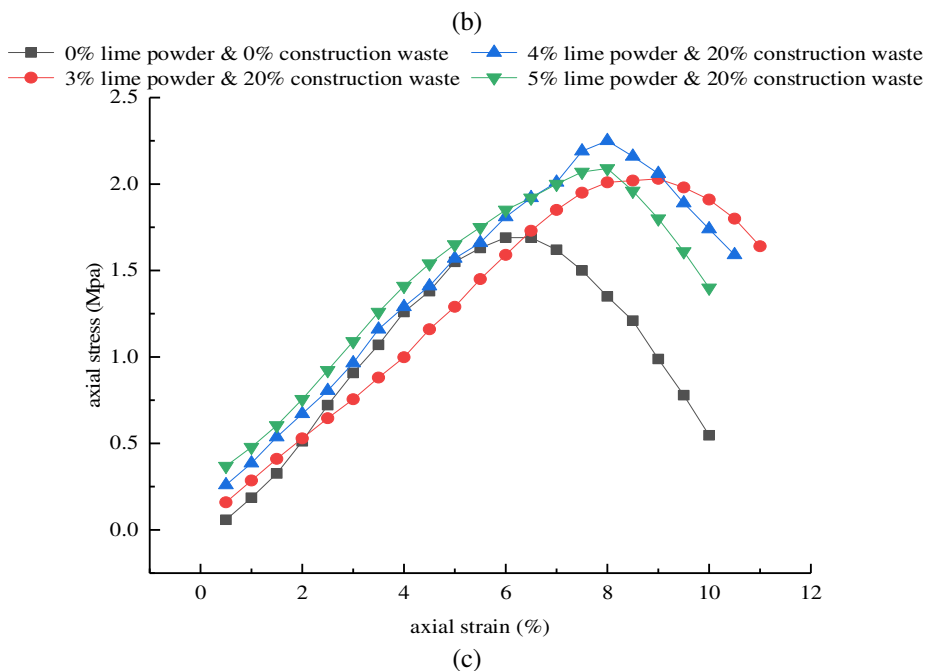 (b)
0% lime powder & 0% construction waste 4% lime powder & 20% construction waste
3% lime powder & 20% construction waste 5% lime powder & 20% construction waste
2.5
2.0
1.5
1.0
0.5
0.0
axial stress (Mpa)
0 2 4 6 8 10 12
axial strain (%)
(c)